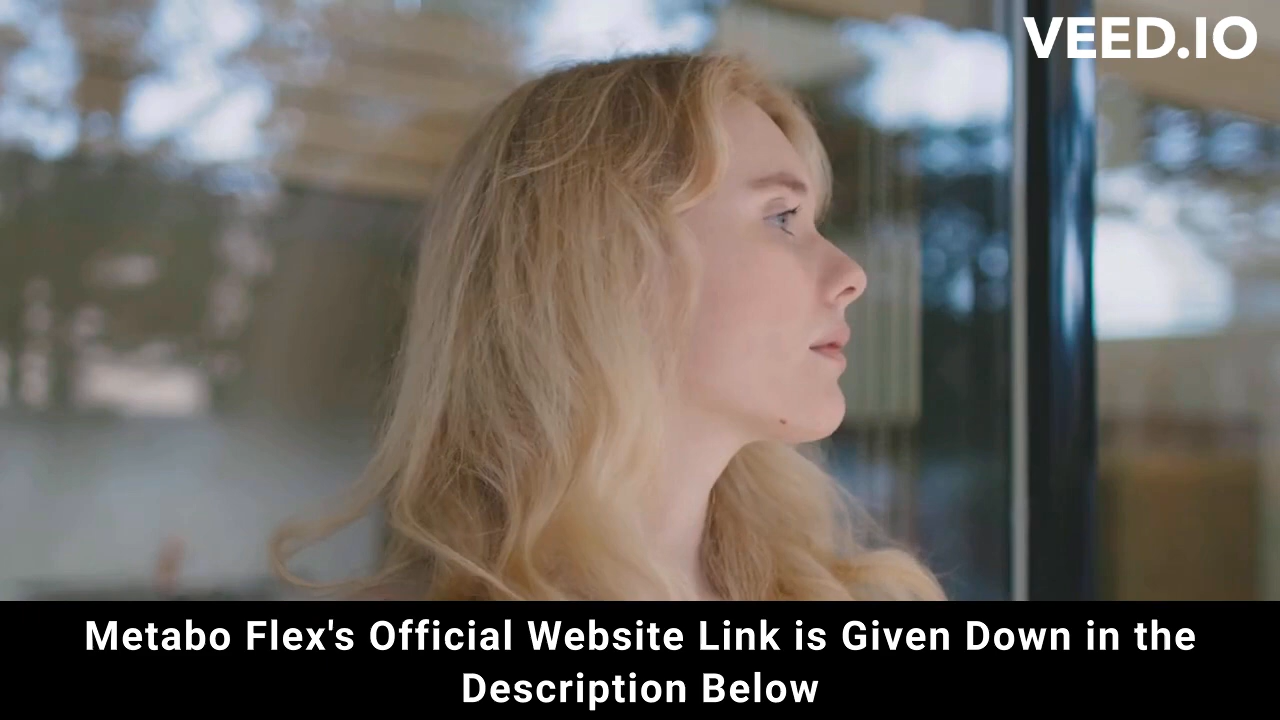 VEED.IO
Metabo Flex's Official Website Link is Given Down in the
Description Below